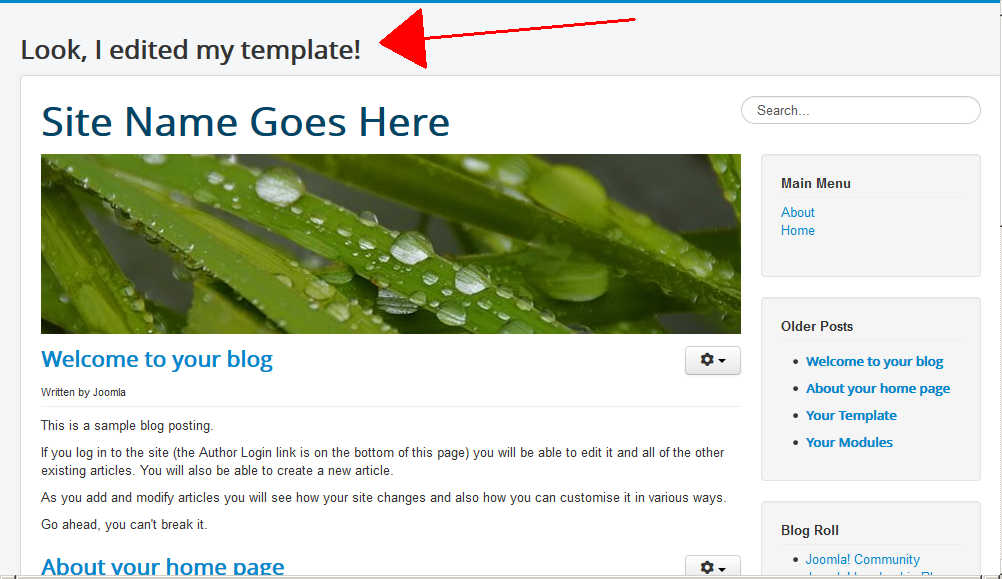 Look, I edited my template!
Site Name Goes Here
Search...
Main Menu
About
Home
Welcome to your blog
Written by Joomla
This is a sample blog posting.
If you log in to the site (the Author Login link is on the bottom of this page) you will be able to edit it and all of the other
existing articles. You will also be able to create a new article.
As you add and modify articles you will see how your site changes and also how you can customise it in various ways.
Go ahead, you can't break it.
About your home page
Older Posts
Welcome to your blog
About your home page
Your Template
Your Modules
Blog Roll
Joomla! Community